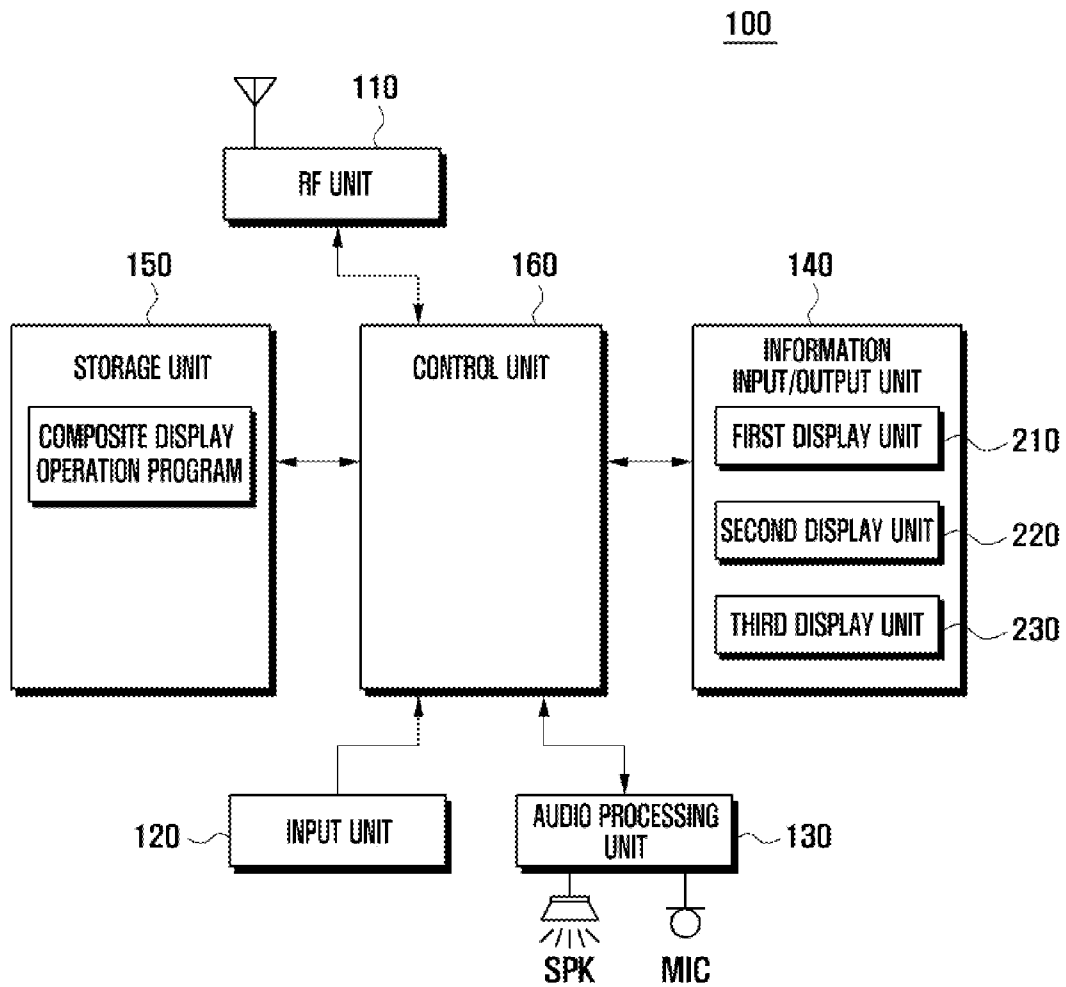 100
110
RF UNIT
150
160
140
STORAGE UNIT
COMPOSITE DISPLAY
OPERATION PROGRAM
CONTROL UNIT
INFORMATION
INPUT/OUTPUT UNIT
FIRST DISPLAY UNIT
210
SECOND DISPLAY UNIT
220
THIRD DISPLAY UNIT
230
120
INPUT UNIT
AUDIO PROCESSING
UNIT
130
SPK
MIC